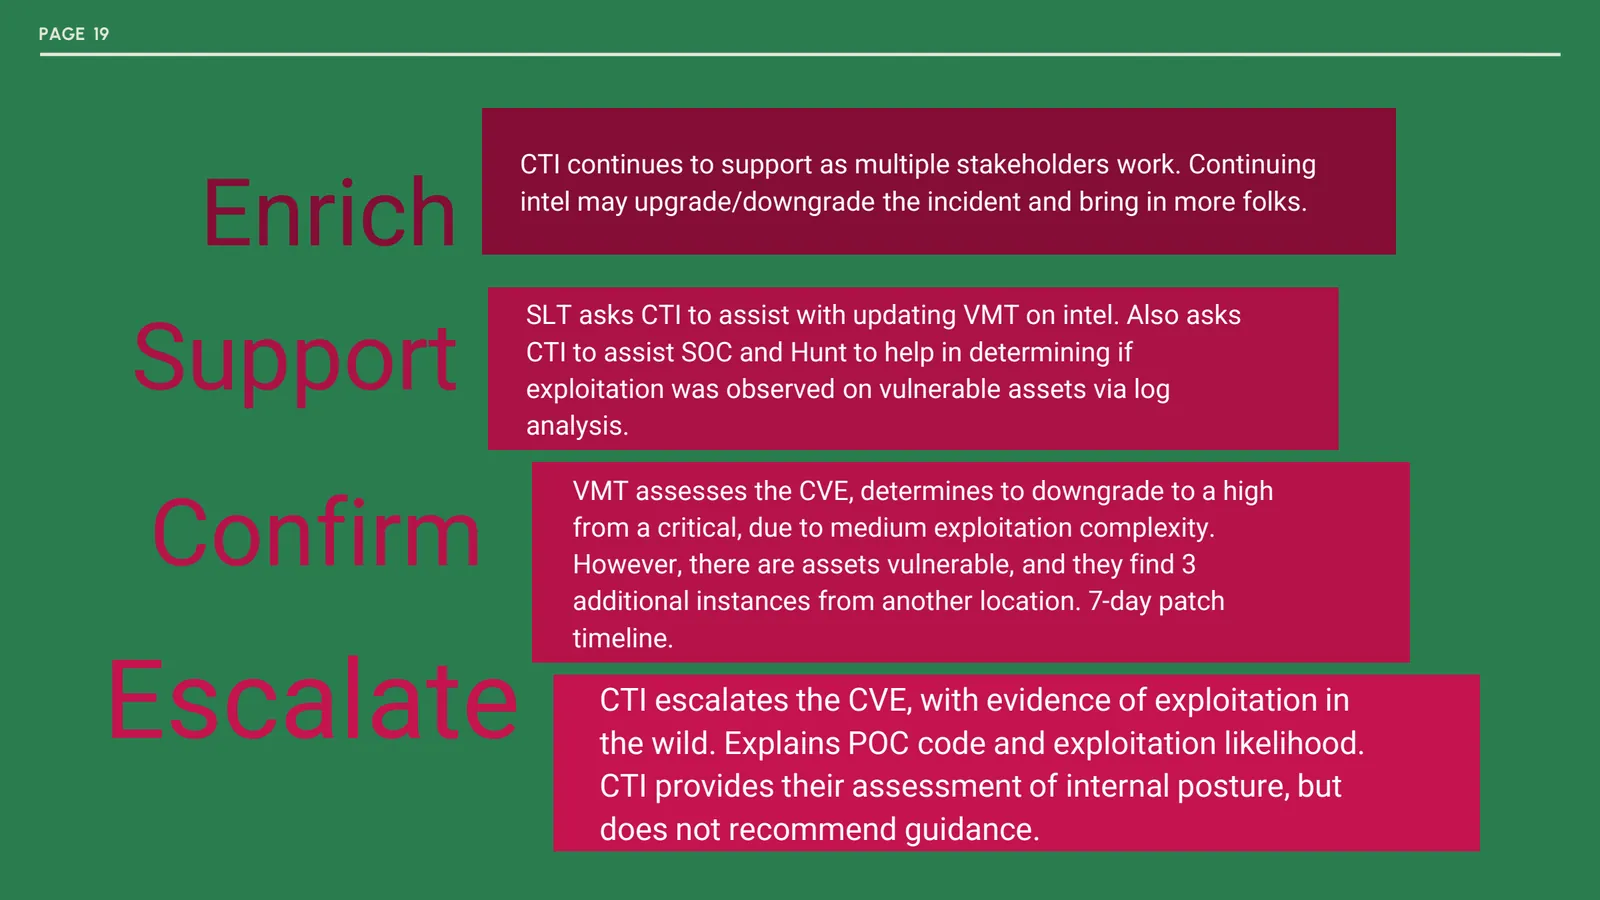 PAGE 19
Enrich
CTI continues to support as multiple stakeholders work. Continuing
intel may upgrade/downgrade the incident and bring in more folks.
Support
SLT asks CTI to assist with updating VMT on intel. Also asks
CTI to assist SOC and Hunt to help in determining if
exploitation was observed on vulnerable assets via log
analysis.
Confirm
VMT assesses the CVE, determines to downgrade to a high
from a critical, due to medium exploitation complexity.
However, there are assets vulnerable, and they find 3
additional instances from another location. 7-day patch
timeline.
Escalate
CTI escalates the CVE, with evidence of exploitation in
the wild. Explains POC code and exploitation likelihood.
CTI provides their assessment of internal posture, but
does not recommend guidance.